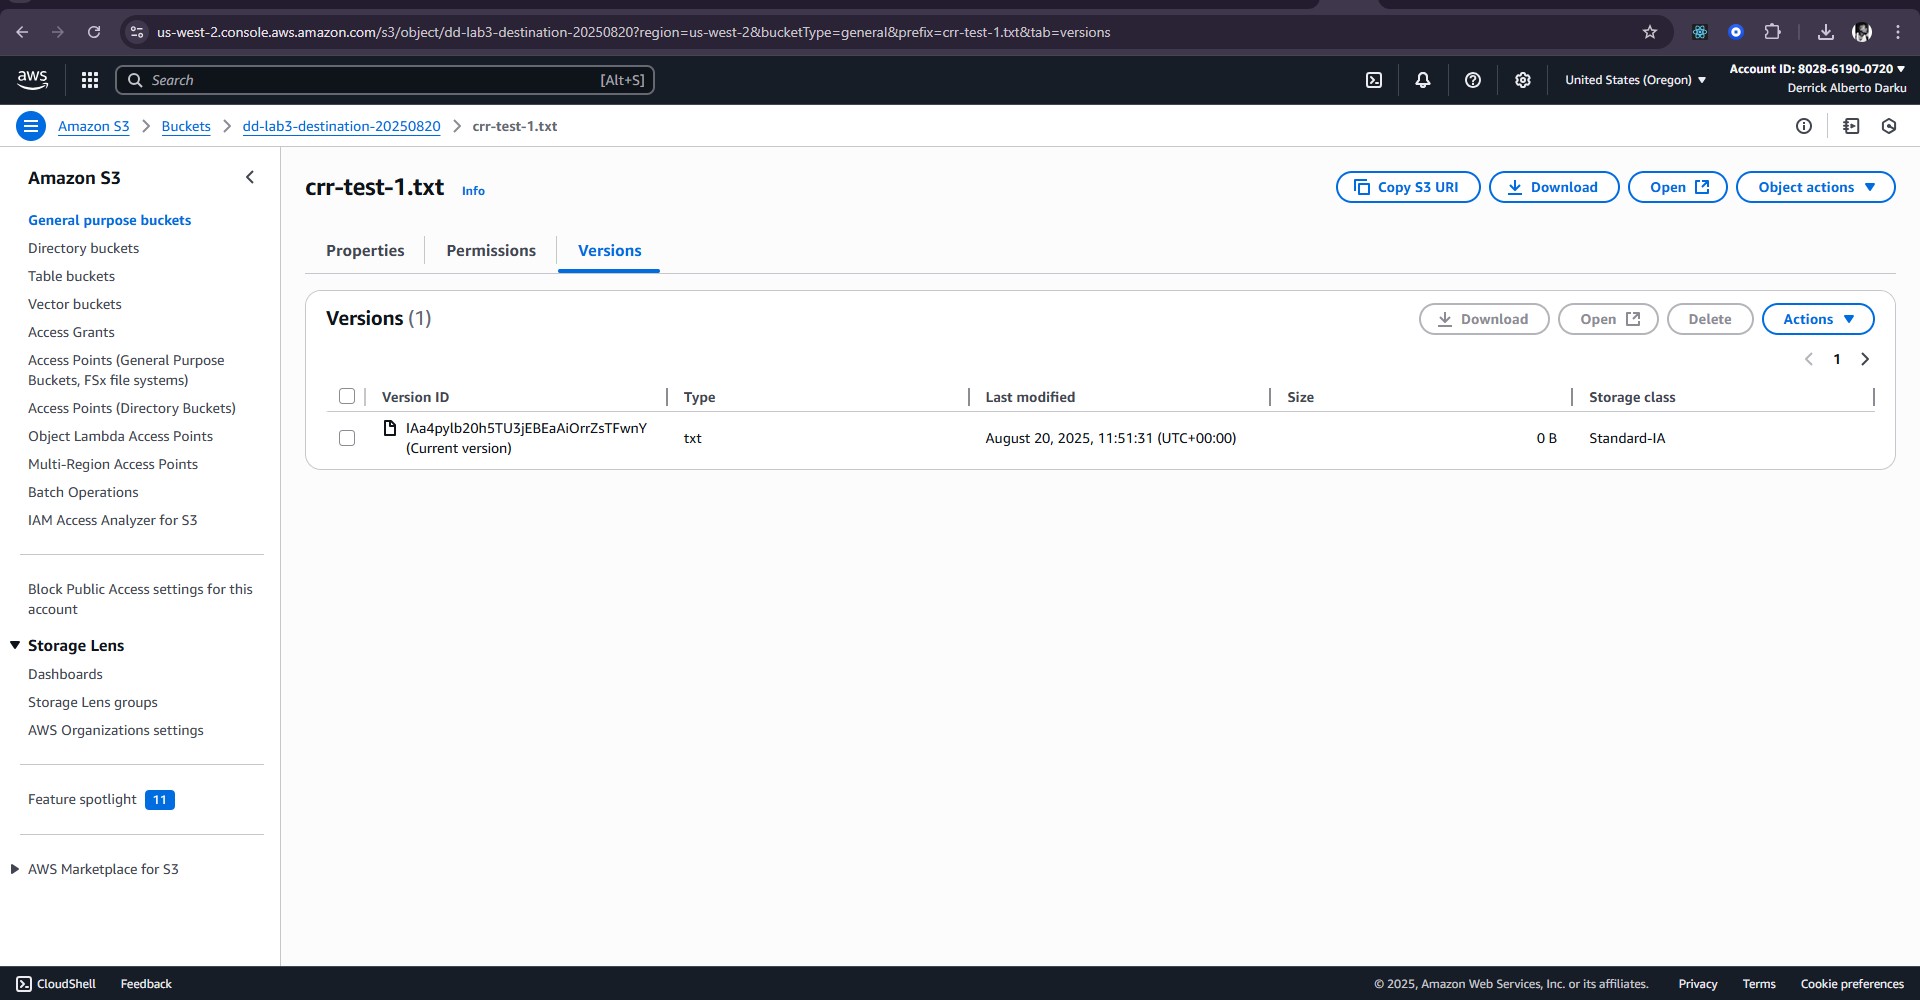 us-west-2.console.aws.amazon.com/s3/object/dd-lab3-destination-20250820?region=us-west-2&bucketType=general&prefix=crr-test-1.txt&tab=versions
aws
Search [Alt+S]
United States (Oregon)
Account ID: 8028-6190-0720
Derrick Alberto Darku
Amazon S3 > Buckets > dd-lab3-destination-20250820 > crr-test-1.txt
Amazon S3
General purpose buckets
Directory buckets
Table buckets
Vector buckets
Access Grants
Access Points (General Purpose
Buckets, FSx file systems)
Access Points (Directory Buckets)
Object Lambda Access Points
Multi-Region Access Points
Batch Operations
IAM Access Analyzer for S3
Block Public Access settings for this
account
Storage Lens
Dashboards
Storage Lens groups
AWS Organizations settings
Feature spotlight 11
AWS Marketplace for S3
crr-test-1.txt Info
Copy S3 URI Download Open Object actions
Properties Permissions Versions
Versions (1)
Download Open Delete Actions
1
Version ID Type Last modified Size Storage class
IAa4pylb20h5TU3jEBEaAiOrrZsTFwnY
(Current version)
txt August 20, 2025, 11:51:31 (UTC+00:00) 0 B Standard-IA
CloudShell Feedback © 2025, Amazon Web Services, Inc. or its affiliates. Privacy Terms Cookie preferences